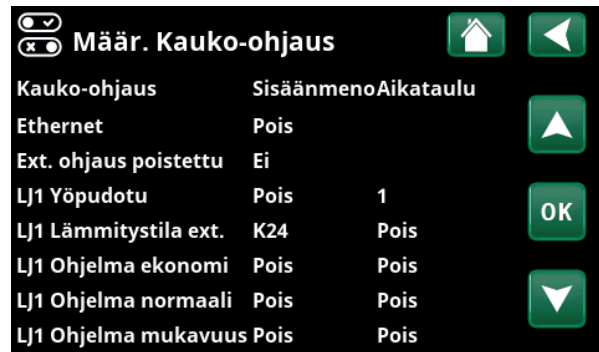 Määr. Kauko-ohjaus
Kauko-ohjaus SisäänmenoAikataulu
Ethernet Pois
Ext. ohjaus poistettu Ei
LJ1 Yöpudotu Pois 1
LJ1 Lämmitystila ext. K24 Pois
LJ1 Ohjelma ekonomi Pois Pois
LJ1 Ohjelma normaali Pois Pois
LJ1 Ohjelma mukavuus Pois Pois
OK